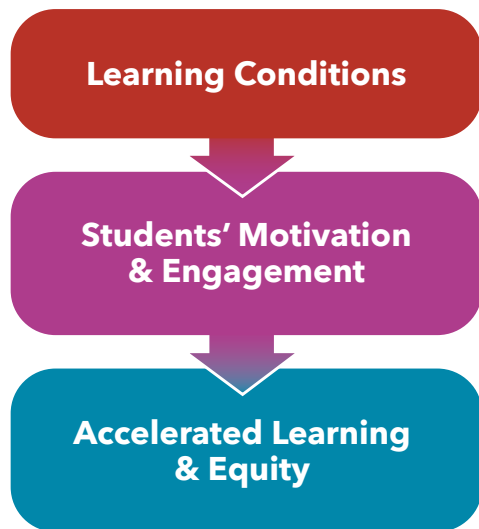 Learning Conditions
Students’ Motivation
& Engagement
Accelerated Learning
& Equity